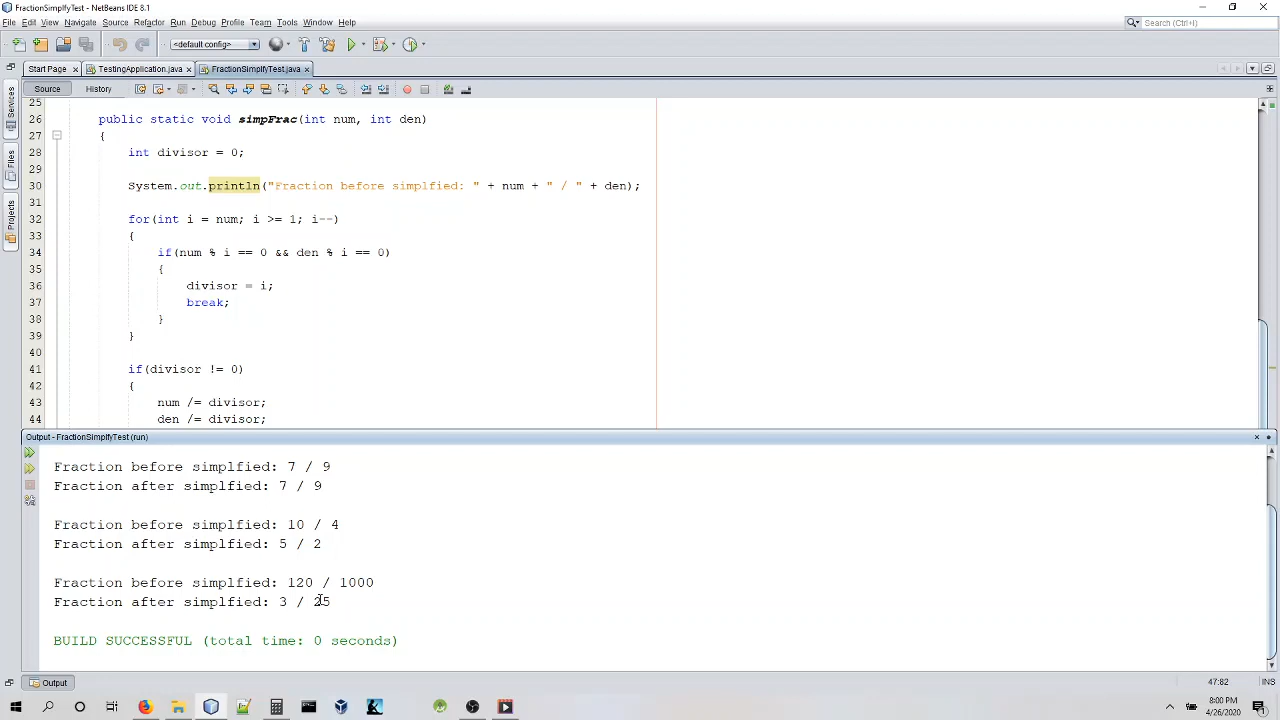 FractionSimplfyTest - NetBeans IDE 8.1
File Edit View Navigate Source Refactor Run Debug Profile Team Tools Window Help
Search (Ctrl+I)
<default config>
Start Page TestingApplication.java FractionSimplfyTest.java
Source History
Services
Files
Projects
25
26 public static void simpFrac(int num, int den)
27 {
28 int divisor = 0;
29
30 System.out.println("Fraction before simplfied: " + num + " / " + den);
31
32 for(int i = num; i >= 1; i--)
33 {
34 if(num % i == 0 && den % i == 0)
35 {
36 divisor = i;
37 break;
38 }
39 }
40
41 if(divisor != 0)
42 {
43 num /= divisor;
44 den /= divisor;
Output - FractionSimplfyTest (run)
Fraction before simplfied: 7 / 9
Fraction after simplfied: 7 / 9
Fraction before simplfied: 10 / 4
Fraction after simplfied: 5 / 2
Fraction before simplfied: 120 / 1000
Fraction after simplfied: 3 / 25
BUILD SUCCESSFUL (total time: 0 seconds)
Output
47:82 INS
8:00 PM
4/26/2020